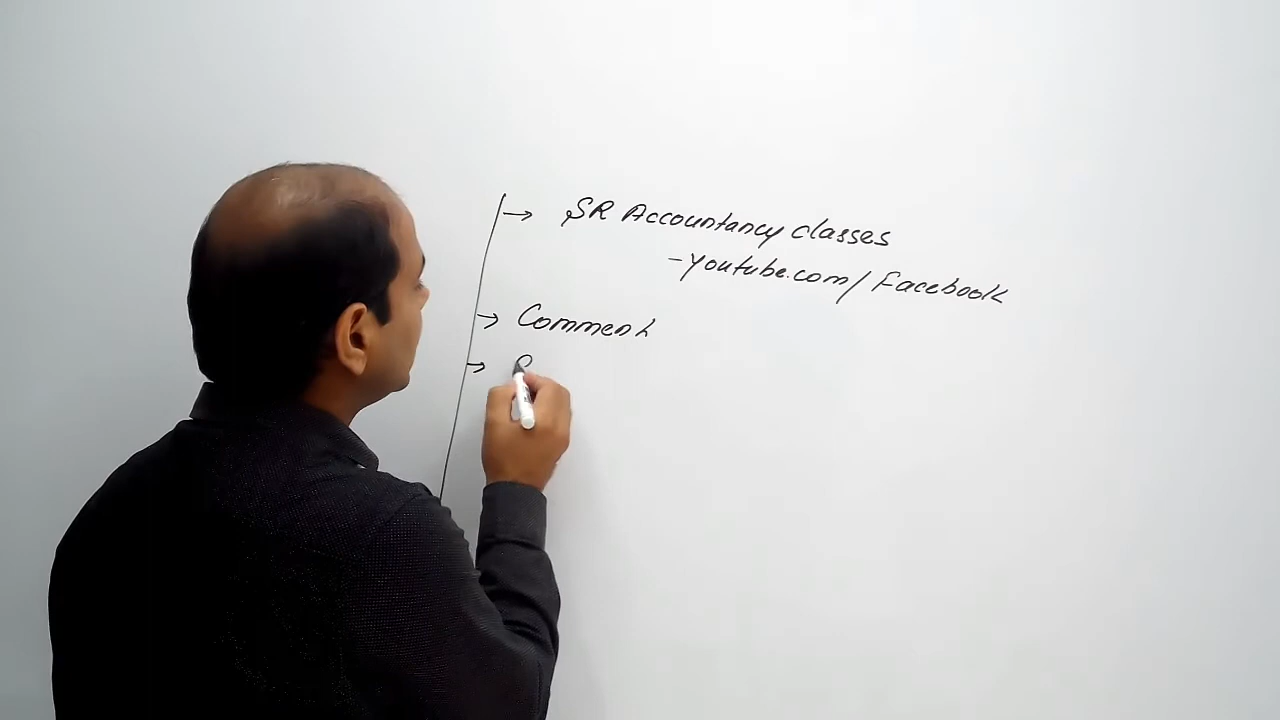 → SR Accountancy classes
- Youtube.com/ Facebook
→ Comment
→